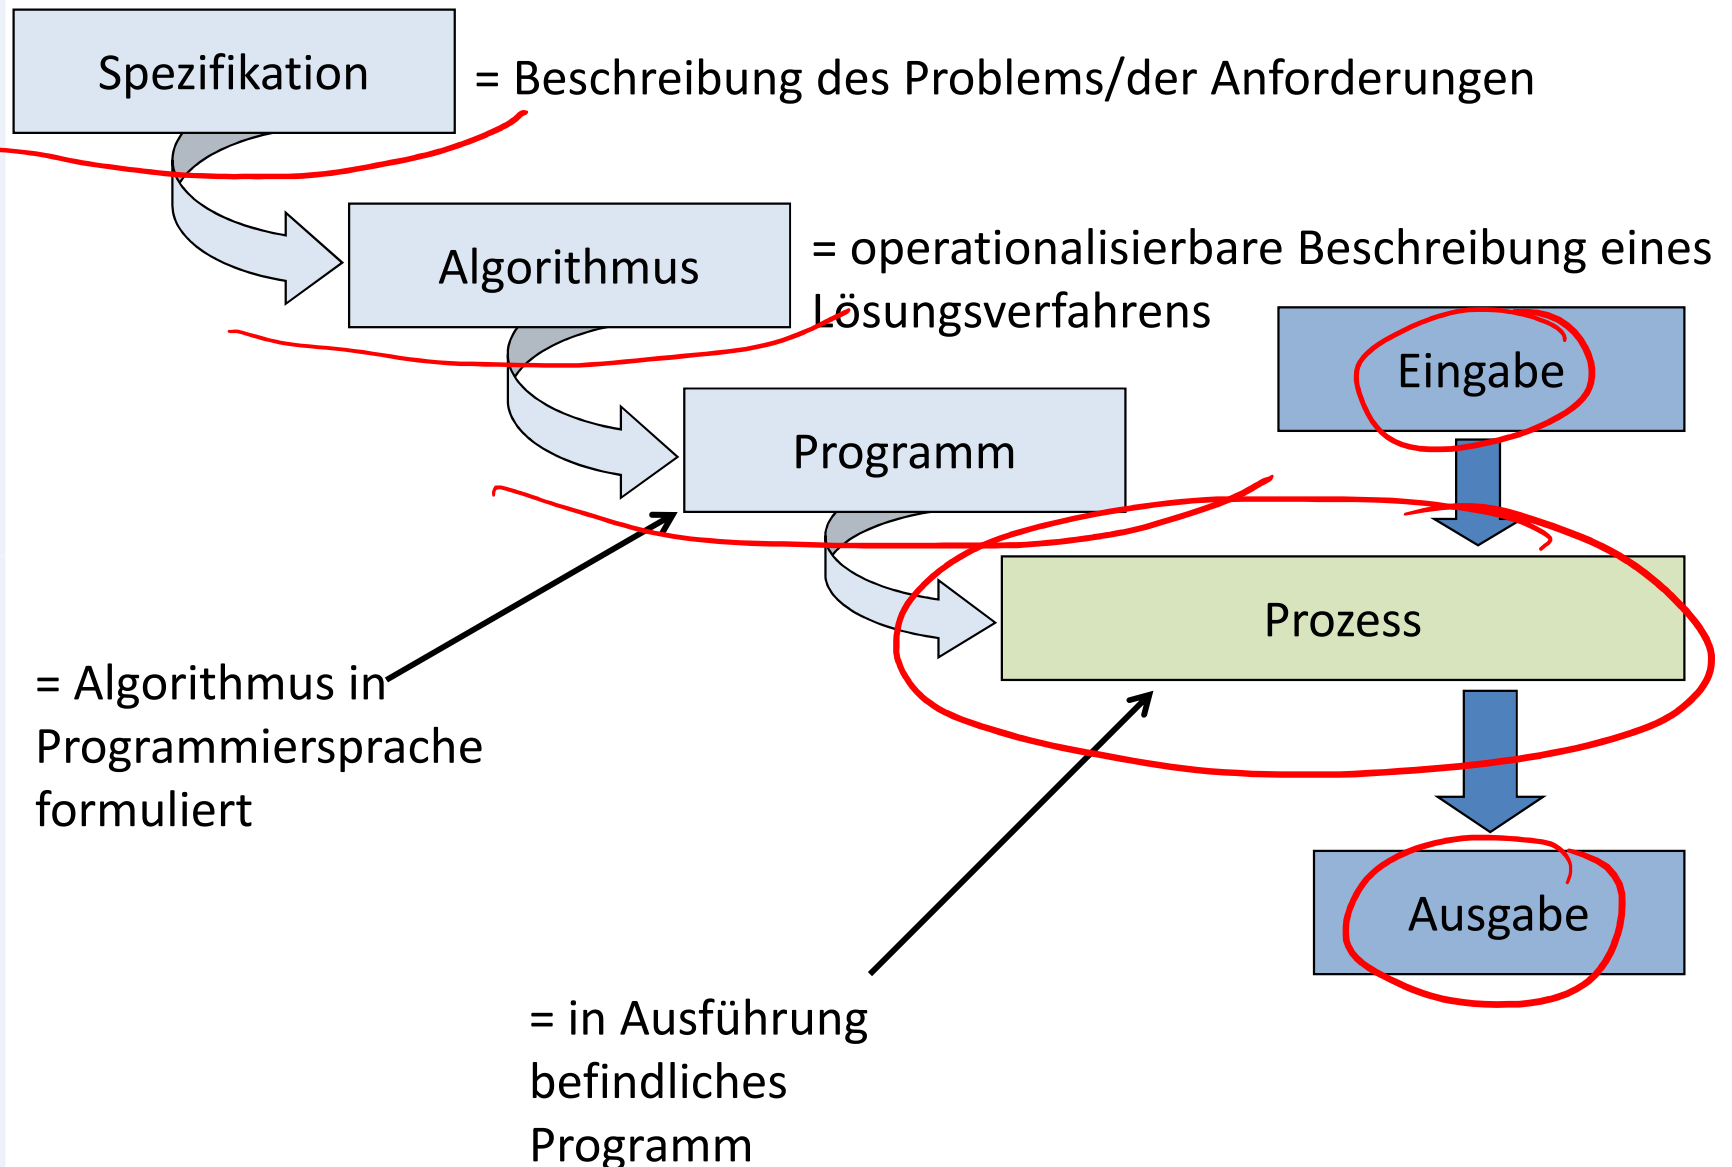 Spezifikation
= Beschreibung des Problems/der Anforderungen
Algorithmus
= operationalisierbare Beschreibung eines
Lösungsverfahrens
Eingabe
Programm
Prozess
= Algorithmus in
Programmiersprache
formuliert
Ausgabe
= in Ausführung
befindliches
Programm